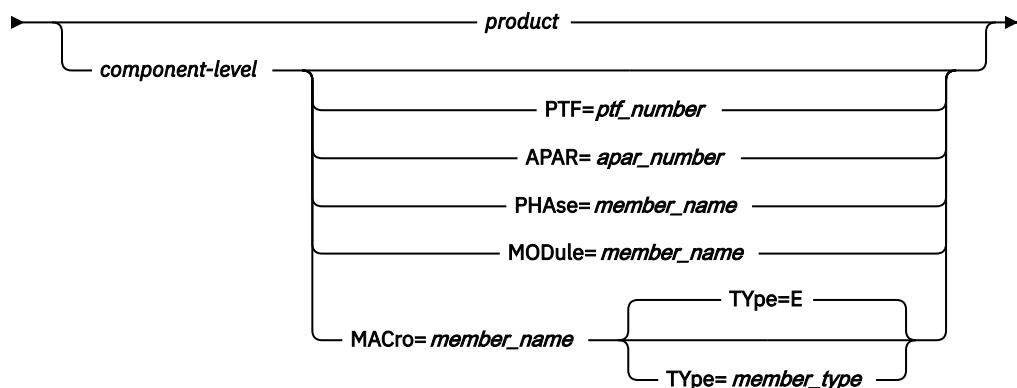 product
component-level
PTF=ptf_number
APAR=apar_number
PHAse=member_name
MODule=member_name
TYpe=E
MACro=member_name
TYpe=member_type